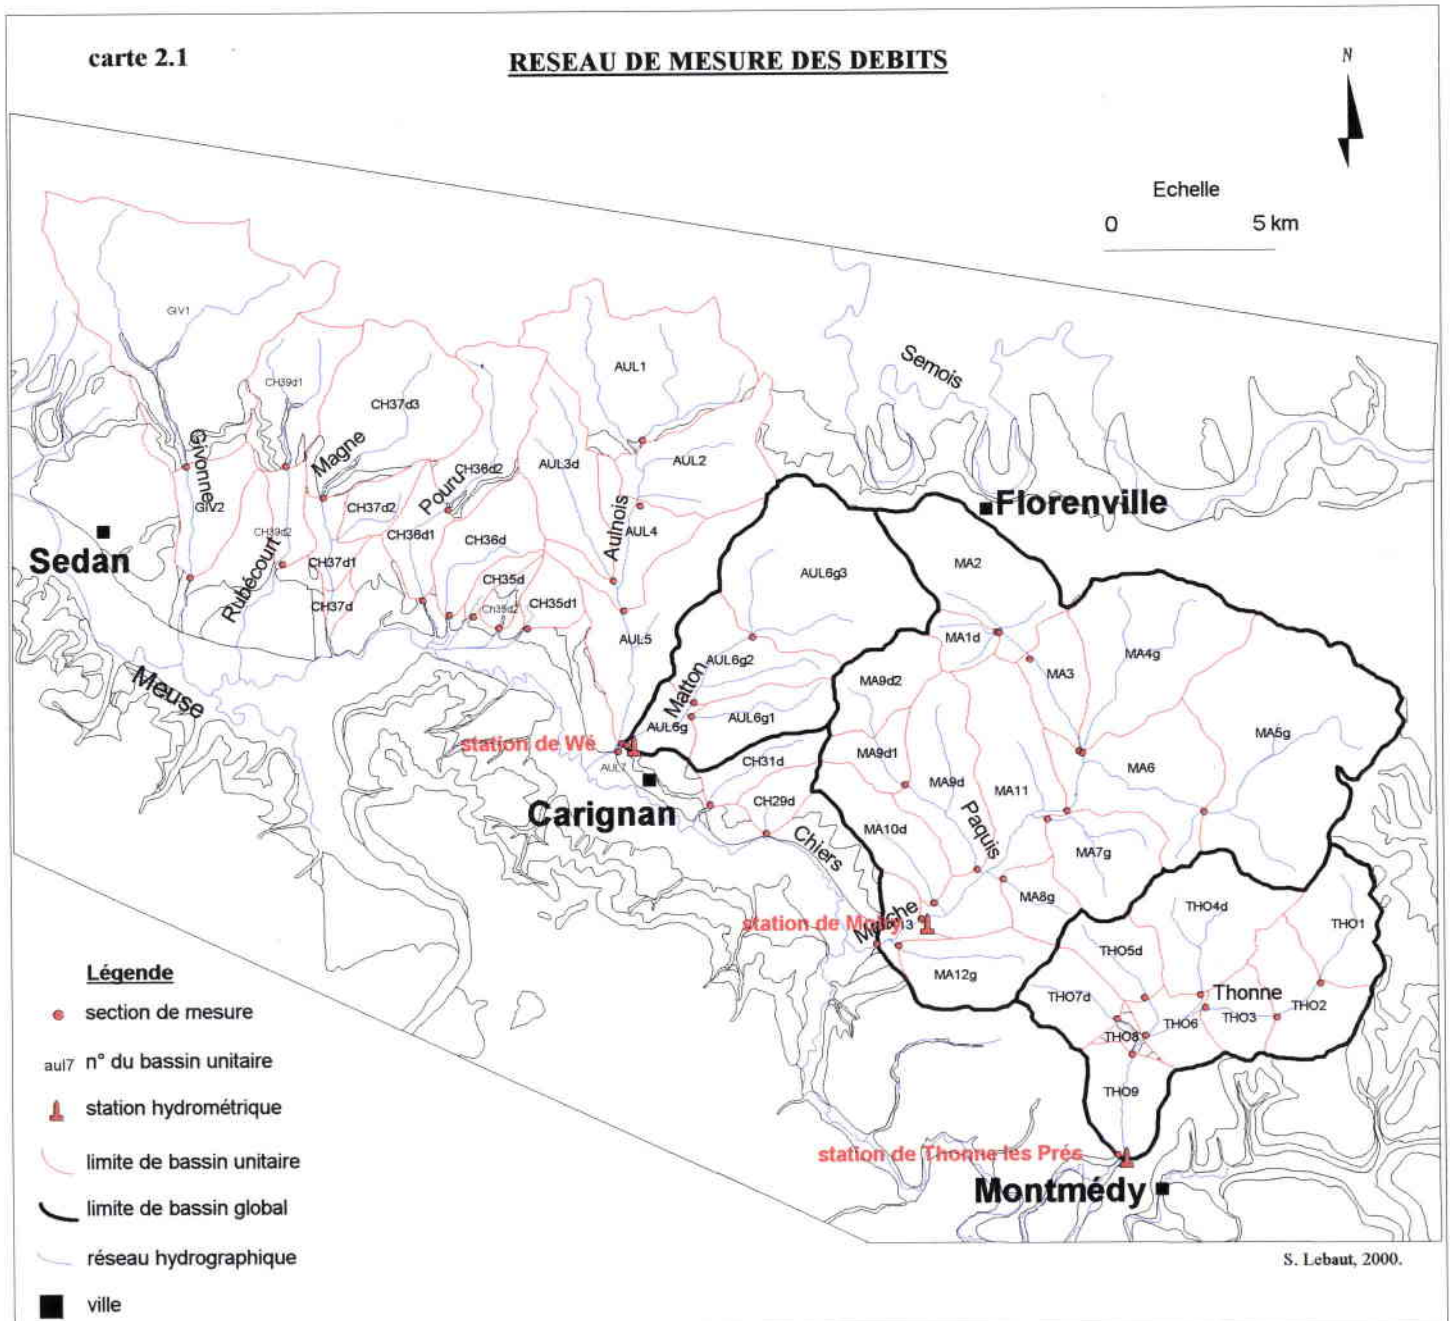 carte 2.1
RESEAU DE MESURE DES DEBITS
N
Echelle
0 5 km
GIV1
CH39d1
CH37d3
AUL1
Semois
Givonne
Magne
Pouru
CH36d2
AUL3d
AUL2
GIV2
CH37d2
Aulnois
AUL4
Florenville
Sedan
CH39d2
Rubécourt
CH36d1
CH36d
CH37d1
AUL6g3
MA2
CH35d
CH37d
Ch35d2
CH35d1
AUL5
MA1d
MA4g
Meuse
AUL6g2
Matton
MA9d2
MA3
AUL6g
AUL6g1
station de Wé
AUL7
CH31d
MA9d1
MA9d
MA11
MA6
MA5g
Carignan
CH29d
Chiers
MA10d
Paquis
MA7g
MA8g
THO4d
THO1
station de Moiry
13
MA12g
THO5d
THO7d
Thonne
THO2
THO3
THO6
THO8
THO9
station de Thonne les Prés
Montmédy
Légende
section de mesure
aul7 n° du bassin unitaire
station hydrométrique
limite de bassin unitaire
limite de bassin global
réseau hydrographique
ville
S. Lebaut, 2000.